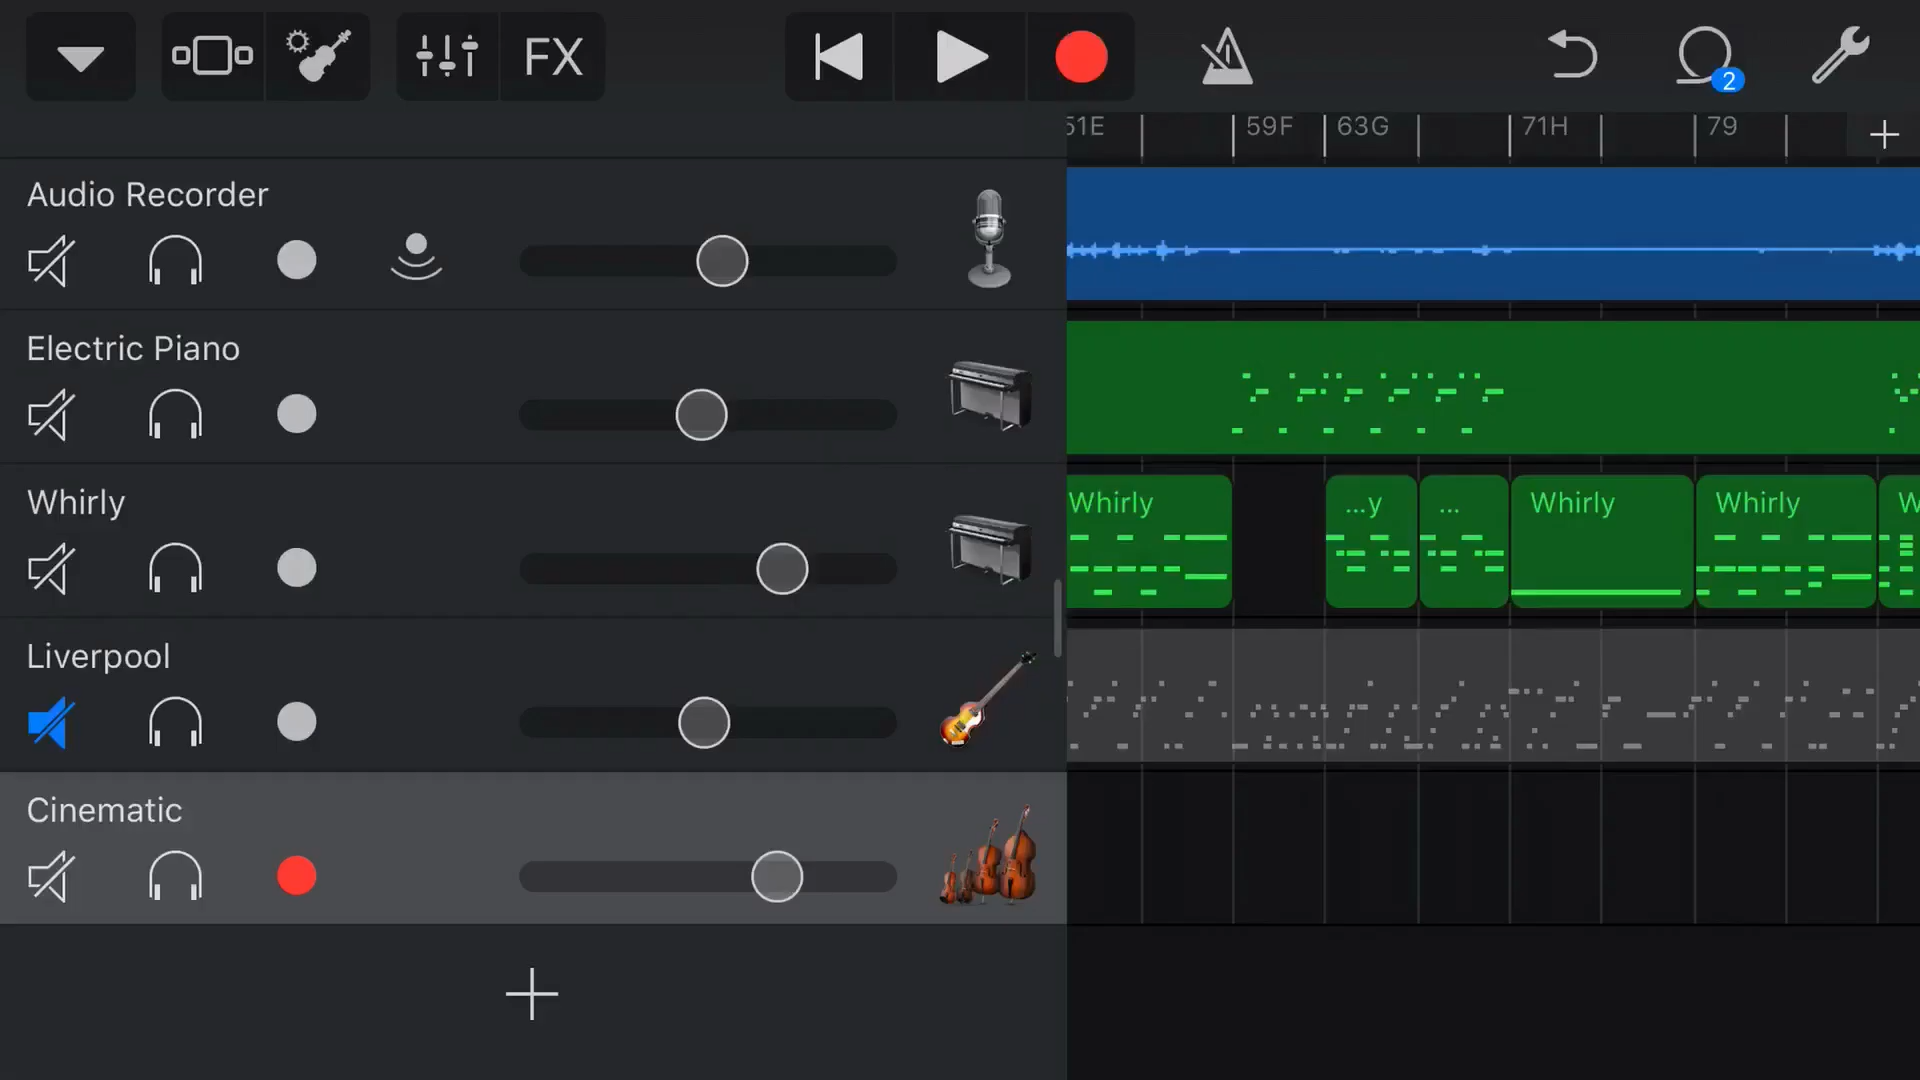 FX
2
51E 59F 63G 71H 79
Audio Recorder
Electric Piano
Whirly
Whirly ...y ... Whirly Whirly W
Liverpool
Cinematic